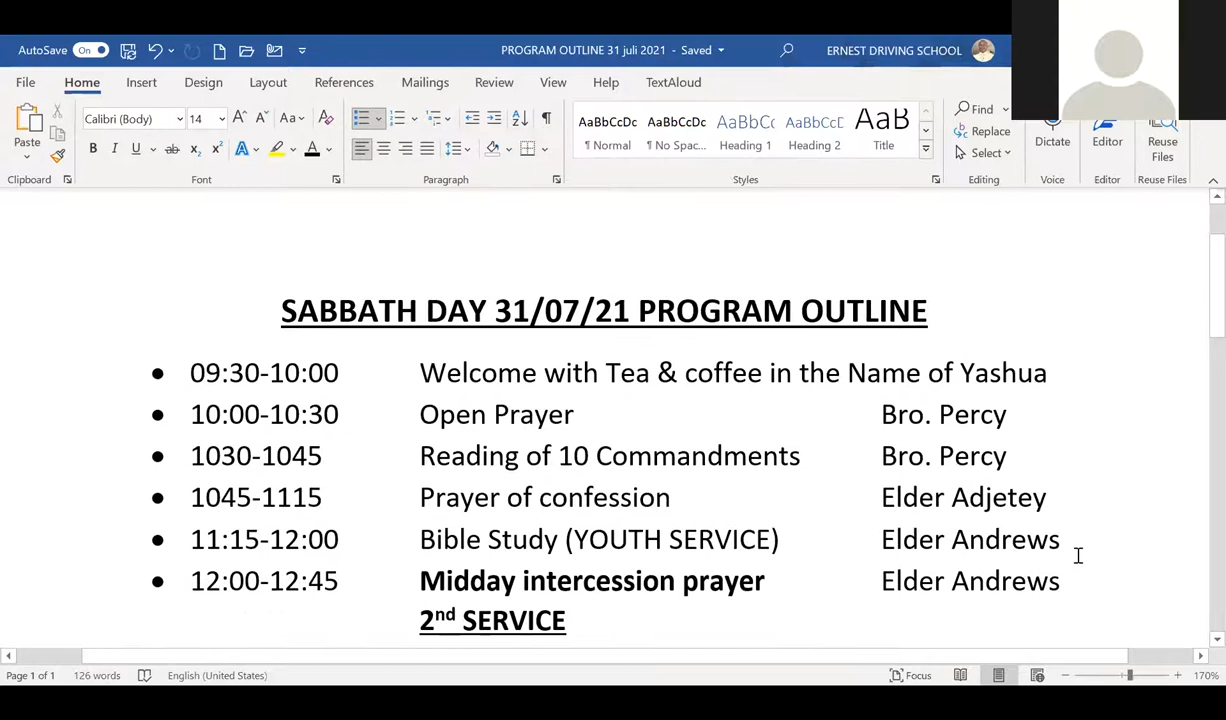 AutoSave On PROGRAM OUTLINE 31 juli 2021 - Saved ERNEST DRIVING SCHOOL
File Home Insert Design Layout References Mailings Review View Help TextAloud
Paste Calibri (Body) 14 Aa AaBbCcDc AaBbCcDc AaBbCc AaBbCcD AaB Find Replace Select Dictate Editor Reuse Files
¶ Normal ¶ No Spac... Heading 1 Heading 2 Title
Clipboard Font Paragraph Styles Editing Voice Editor Reuse Files
SABBATH DAY 31/07/21 PROGRAM OUTLINE
• 09:30-10:00 Welcome with Tea & coffee in the Name of Yashua
• 10:00-10:30 Open Prayer Bro. Percy
• 1030-1045 Reading of 10 Commandments Bro. Percy
• 1045-1115 Prayer of confession Elder Adjetey
• 11:15-12:00 Bible Study (YOUTH SERVICE) Elder Andrews
• 12:00-12:45 Midday intercession prayer Elder Andrews
2nd SERVICE
Page 1 of 1 126 words English (United States) Focus 170%